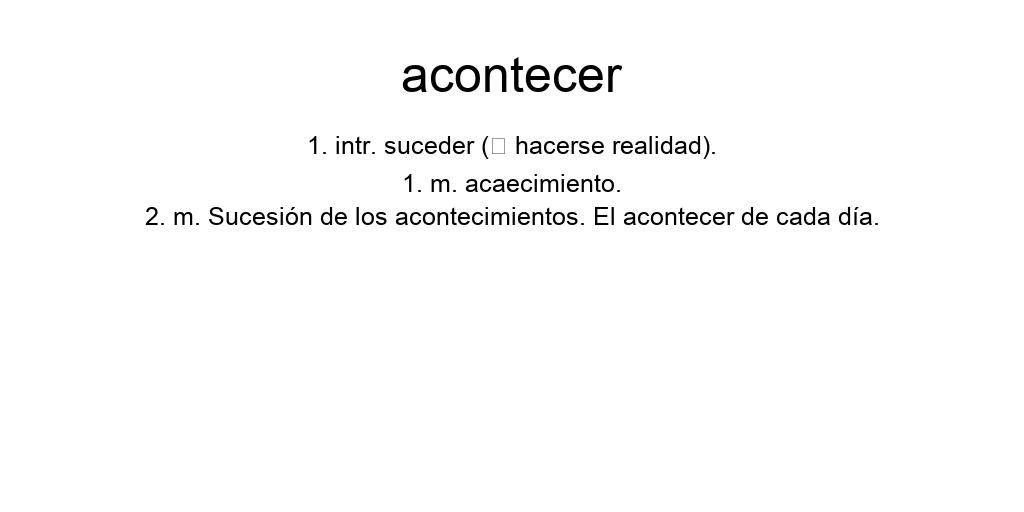 acontecer
1. intr. suceder (▯ hacerse realidad).
1. m. acaecimiento.
2. m. Sucesión de los acontecimientos. El acontecer de cada día.